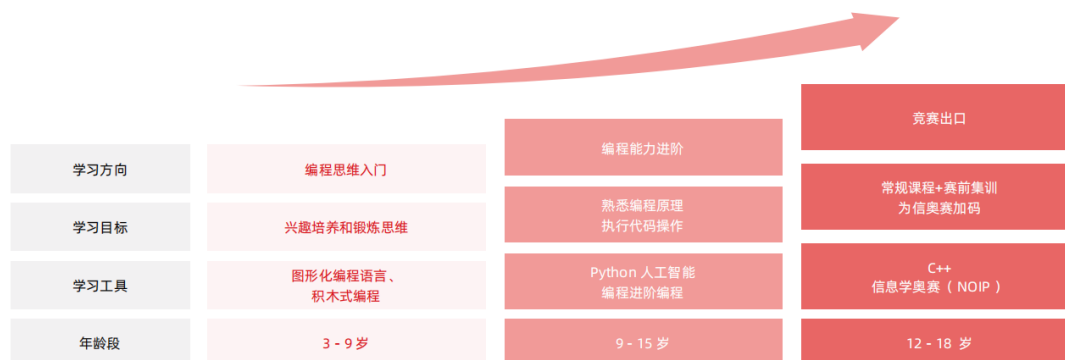 学习方向
编程思维入门
编程能力进阶
竞赛出口
学习目标
兴趣培养和锻炼思维
熟悉编程原理
执行代码操作
常规课程+赛前集训
为信奥赛加码
学习工具
图形化编程语言、
积木式编程
Python 人工智能
编程进阶编程
C++
信息学奥赛（ NOIP ）
年龄段
3 - 9 岁
9 - 15 岁
12 - 18 岁